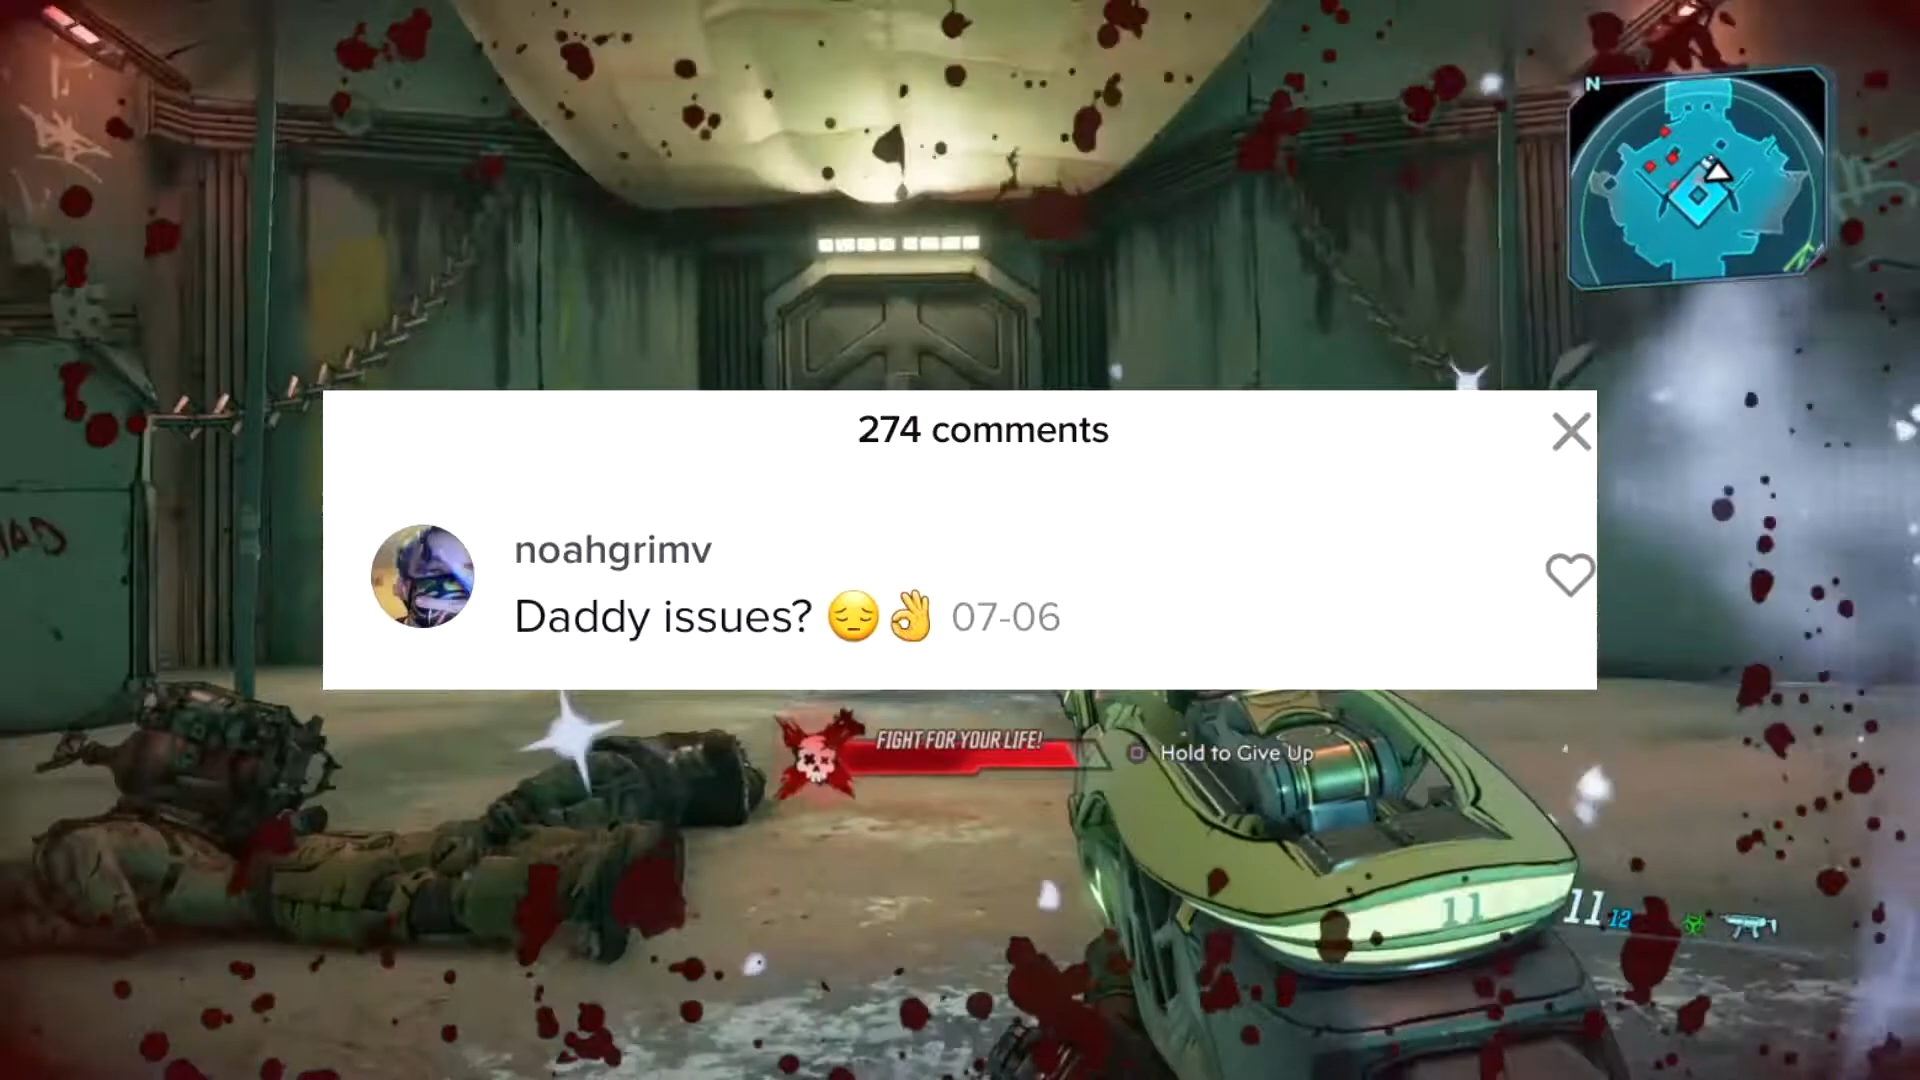 N
274 comments
noahgrimv
Daddy issues? 😔👌 07-06
FIGHT FOR YOUR LIFE!
Hold to Give Up
11
11 12